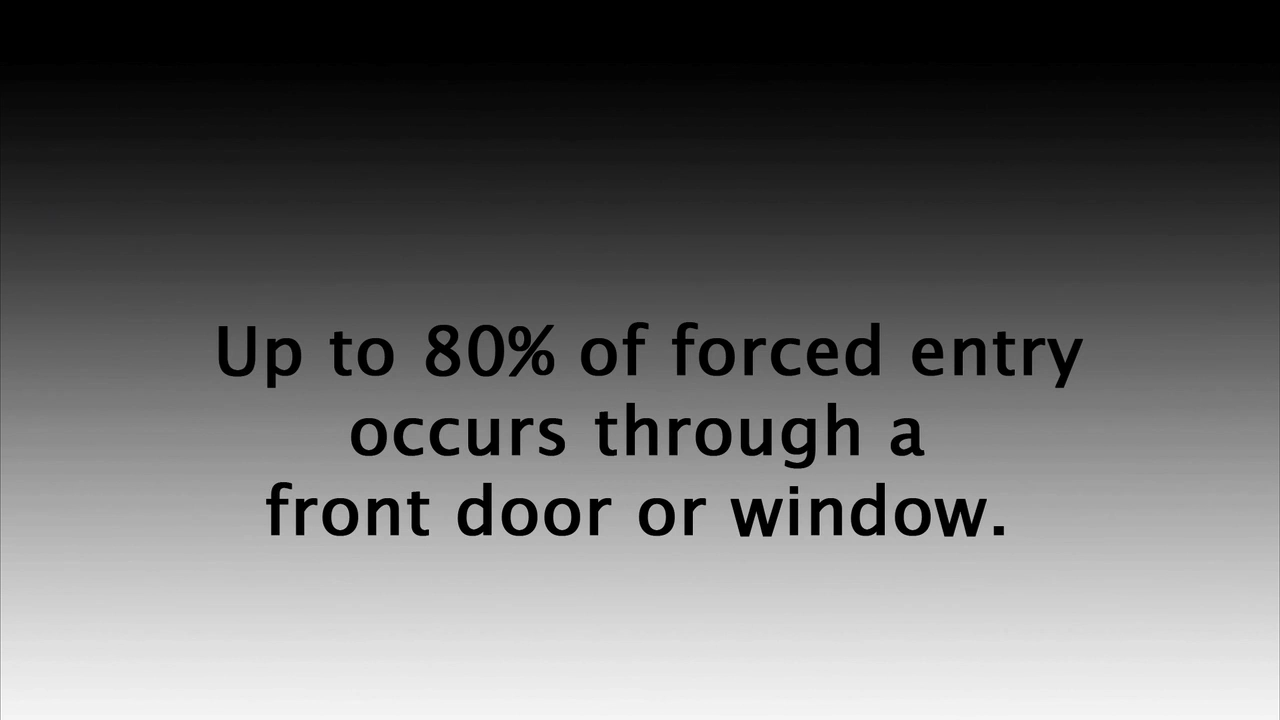 Up to 80% of forced entry
occurs through a
front door or window.